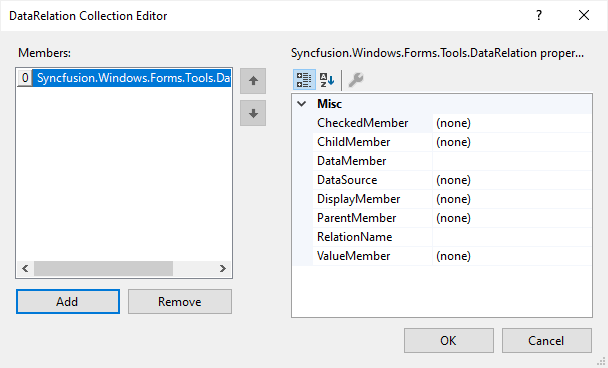 DataRelation Collection Editor
?
Members:
0 Syncfusion.Windows.Forms.Tools.Da
Add
Remove
Syncfusion.Windows.Forms.Tools.DataRelation proper...
Misc
CheckedMember (none)
ChildMember (none)
DataMember
DataSource (none)
DisplayMember (none)
ParentMember (none)
RelationName
ValueMember (none)
OK
Cancel